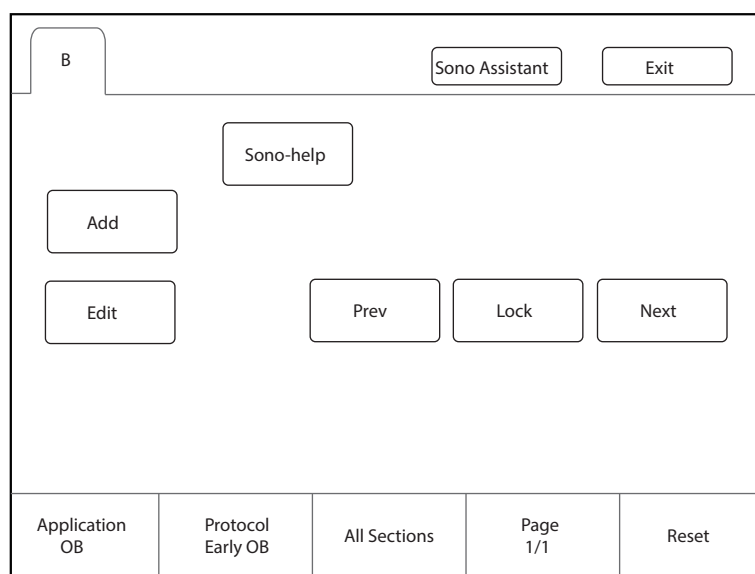 B
Sono Assistant
Exit
Sono-help
Add
Edit
Prev
Lock
Next
Application
OB
Protocol
Early OB
All Sections
Page
1/1
Reset